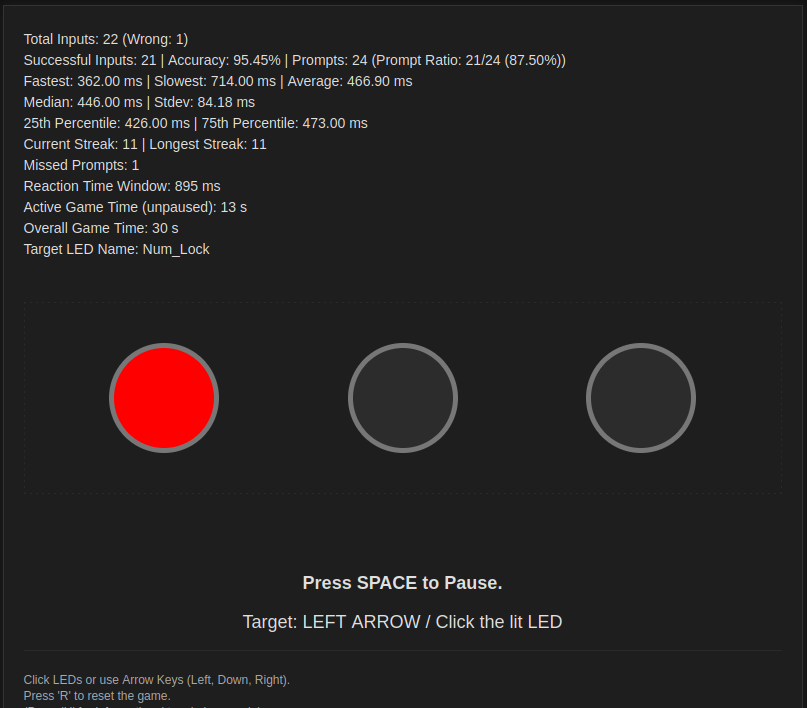 Total Inputs: 22 (Wrong: 1)
Successful Inputs: 21 | Accuracy: 95.45% | Prompts: 24 (Prompt Ratio: 21/24 (87.50%))
Fastest: 362.00 ms | Slowest: 714.00 ms | Average: 466.90 ms
Median: 446.00 ms | Stdev: 84.18 ms
25th Percentile: 426.00 ms | 75th Percentile: 473.00 ms
Current Streak: 11 | Longest Streak: 11
Missed Prompts: 1
Reaction Time Window: 895 ms
Active Game Time (unpaused): 13 s
Overall Game Time: 30 s
Target LED Name: Num_Lock
Press SPACE to Pause.
Target: LEFT ARROW / Click the lit LED
Click LEDs or use Arrow Keys (Left, Down, Right).
Press 'R' to reset the game.